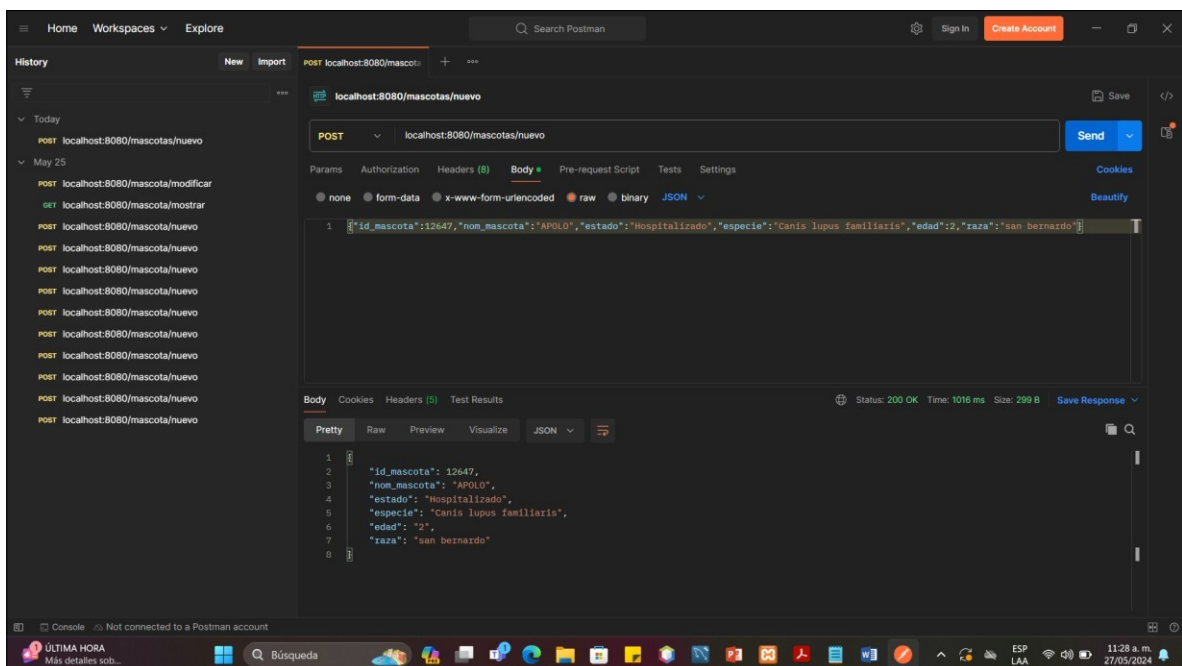 Home Workspaces Explore Search Postman Sign In Create Account
History New Import POST localhost:8080/mascota
localhost:8080/mascotas/nuevo Save
Today
POST localhost:8080/mascotas/nuevo
POST localhost:8080/mascotas/nuevo Send
May 25
Params Authorization Headers (8) Body Pre-request Script Tests Settings Cookies
POST localhost:8080/mascota/modificar
none form-data x-www-form-urlencoded raw binary JSON Beautify
GET localhost:8080/mascota/mostrar
POST localhost:8080/mascota/nuevo
1 {"id_mascota":12647,"nom_mascota":"APOLO","estado":"Hospitalizado","especie":"Canis lupus familiaris","edad":2,"raza":"san bernardo"}
POST localhost:8080/mascota/nuevo
POST localhost:8080/mascota/nuevo
POST localhost:8080/mascota/nuevo
POST localhost:8080/mascota/nuevo
POST localhost:8080/mascota/nuevo
POST localhost:8080/mascota/nuevo
POST localhost:8080/mascota/nuevo
POST localhost:8080/mascota/nuevo
POST localhost:8080/mascota/nuevo
Body Cookies Headers (5) Test Results Status: 200 OK Time: 1016 ms Size: 299 B Save Response
Pretty Raw Preview Visualize JSON
1 {
2 "id_mascota": 12647,
3 "nom_mascota": "APOLO",
4 "estado": "Hospitalizado",
5 "especie": "Canis lupus familiaris",
6 "edad": "2",
7 "raza": "san bernardo"
8 }
Console Not connected to a Postman account
ÚLTIMA HORA
Más detalles sob...
Búsqueda
ESP
LAA
11:28 a. m.
27/05/2024